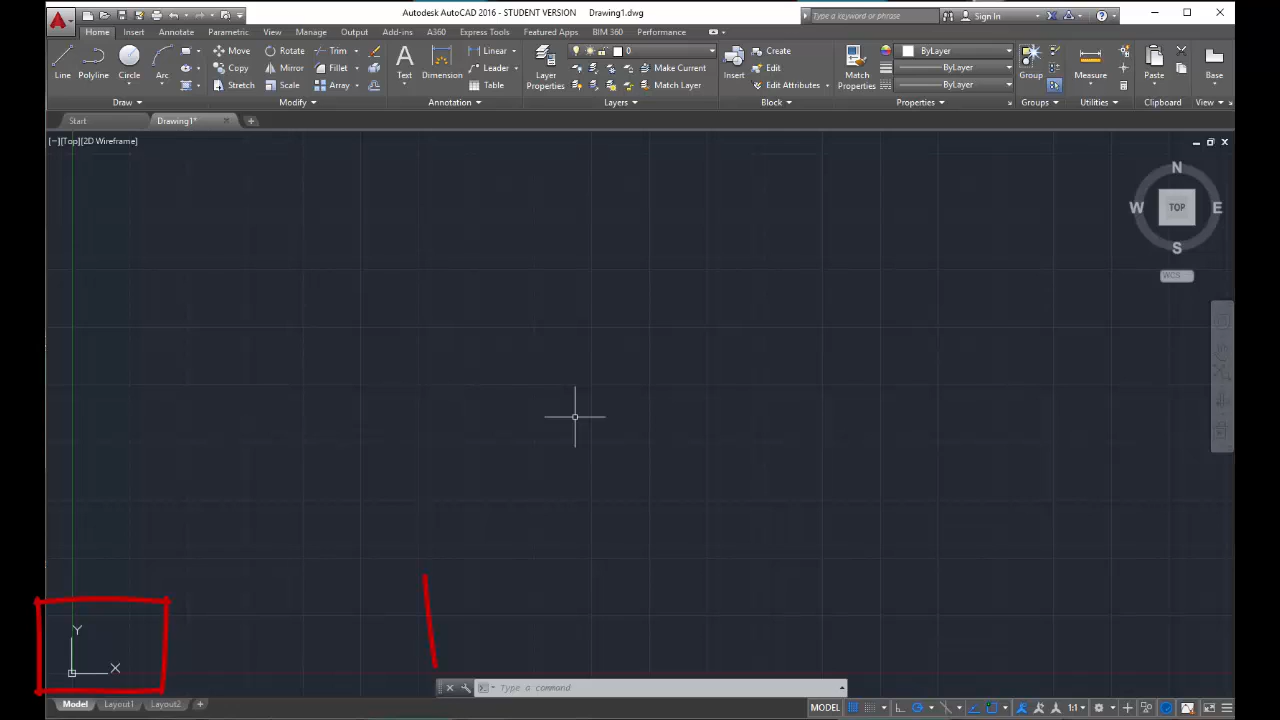 Autodesk AutoCAD 2016 - STUDENT VERSION Drawing1.dwg Type a keyword or phrase Sign In
Home Insert Annotate Parametric View Manage Output Add-ins A360 Express Tools Featured Apps BIM 360 Performance
Move Rotate Trim Linear 0 Create ByLayer
Copy Mirror Fillet Leader Make Current Edit ByLayer
Stretch Scale Array Table Match Layer Edit Attributes ByLayer
Line Polyline Circle Arc Text Dimension Layer Properties Insert Match Properties Group Measure Paste Base
Draw Modify Annotation Layers Block Properties Groups Utilities Clipboard View
Start Drawing1*
[−][Top][2D Wireframe]
N
W TOP E
S
WCS
Y
X
Type a command
Model Layout1 Layout2 MODEL 1:1